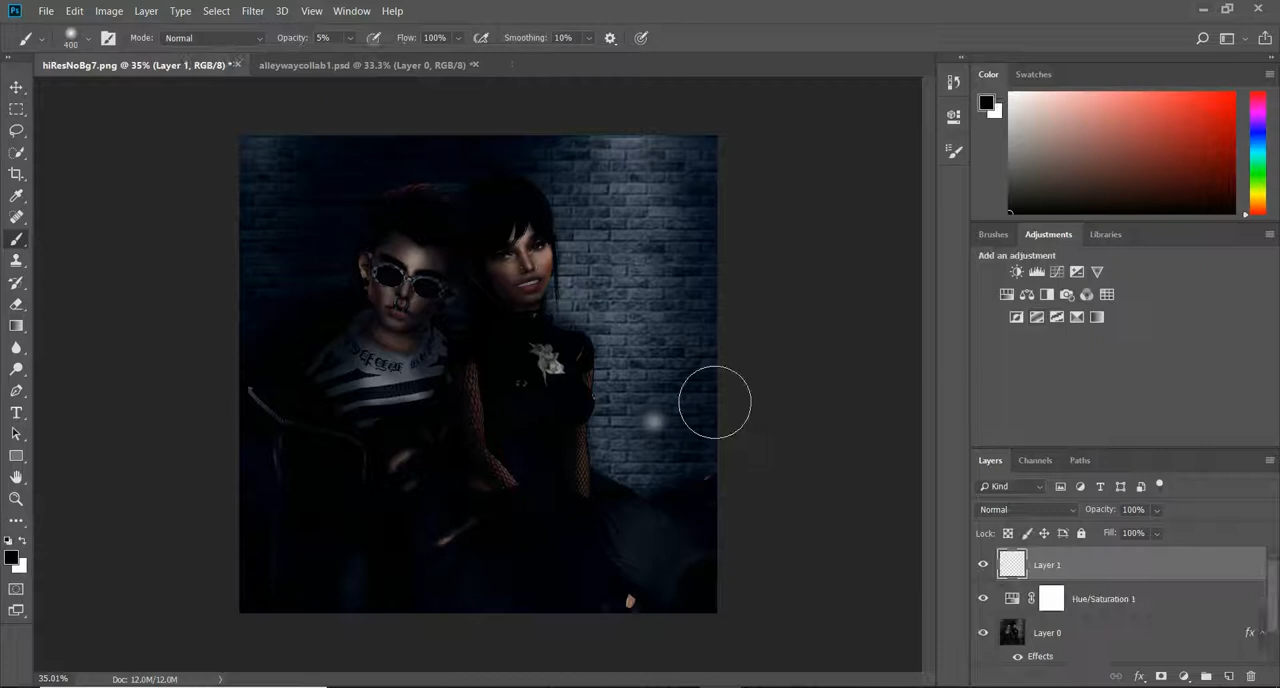 Ps File Edit Image Layer Type Select Filter 3D View Window Help
400 Mode: Normal Opacity: 5% Flow: 100% Smoothing: 10%
hiResNoBg7.png @ 35% (Layer 1, RGB/8) * alleywaycollab1.psd @ 33.3% (Layer 0, RGB/8) *
Color Swatches
Brushes Adjustments Libraries
Add an adjustment
Layers Channels Paths
Kind
Normal Opacity: 100%
Lock: Fill: 100%
Layer 1
Hue/Saturation 1
Layer 0 fx
Effects
35.01% Doc: 12.0M/12.0M